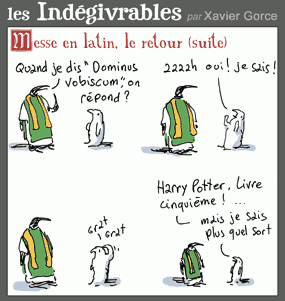 les Indégivrables par Xavier Gorce
Messe en latin, le retour (suite)
Quand je dis "Dominus
vobiscum", on
répond ?
zzzzh oui! je sais!
Grat
Grat
Harry Potter, livre
cinquième ! ...
mais je sais
plus quel sort